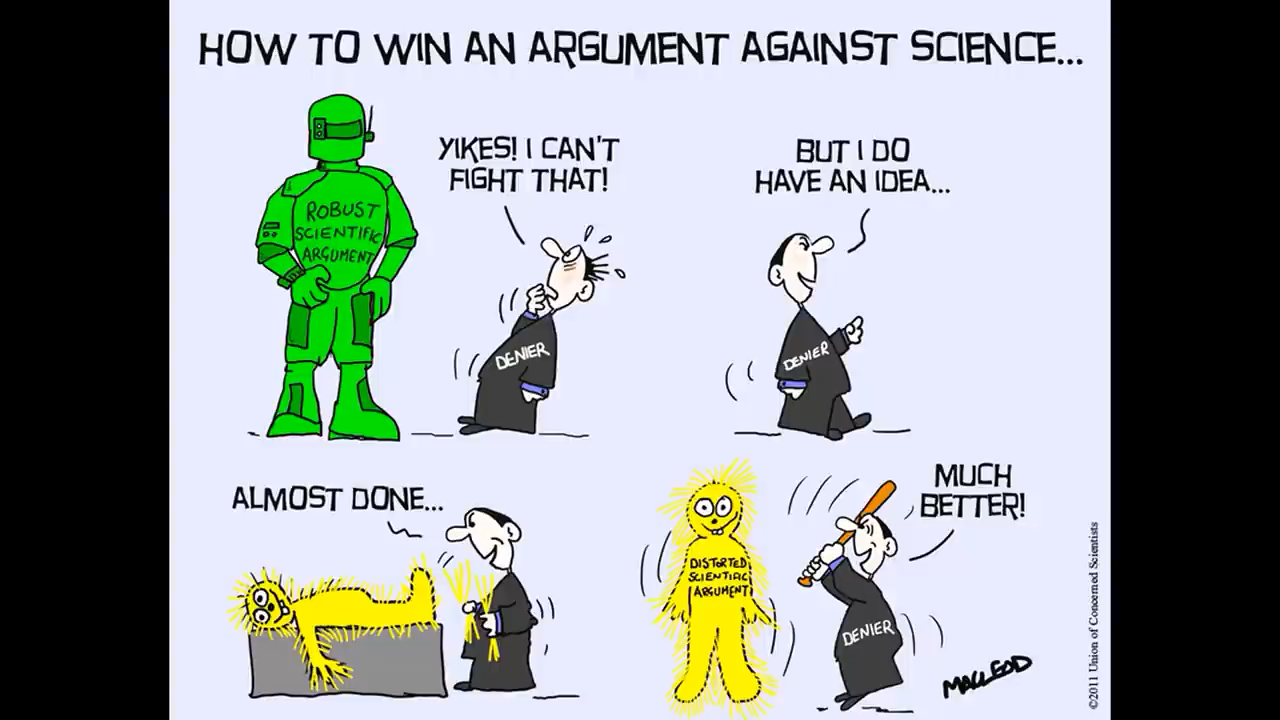 HOW TO WIN AN ARGUMENT AGAINST SCIENCE...
ROBUST
SCIENTIFIC
ARGUMENT
YIKES! I CAN'T
FIGHT THAT!
DENIER
BUT I DO
HAVE AN IDEA...
DENIER
ALMOST DONE...
DISTORTED
SCIENTIFIC
ARGUMENT
MUCH
BETTER!
DENIER
MACLEOD
©2011 Union of Concerned Scientists